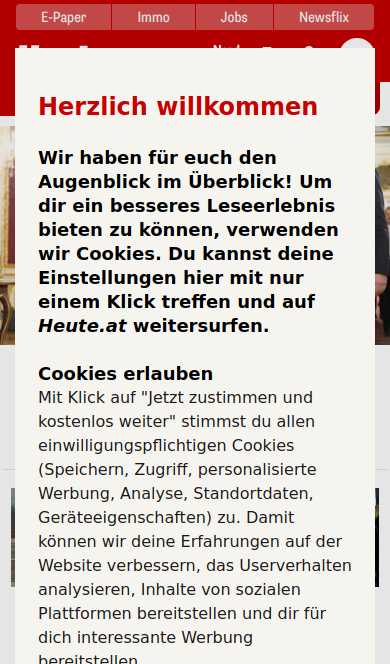 E-Paper
Immo
Jobs
Newsflix
Herzlich willkommen
Wir haben für euch den
Augenblick im Überblick! Um
dir ein besseres Leseerlebnis
bieten zu können, verwenden
wir Cookies. Du kannst deine
Einstellungen hier mit nur
einem Klick treffen und auf
Heute.at weitersurfen.
Cookies erlauben
Mit Klick auf "Jetzt zustimmen und
kostenlos weiter" stimmst du allen
einwilligungspflichtigen Cookies
(Speichern, Zugriff, personalisierte
Werbung, Analyse, Standortdaten,
Geräteeigenschaften) zu. Damit
können wir deine Erfahrungen auf der
Website verbessern, das Userverhalten
analysieren, Inhalte von sozialen
Plattformen bereitstellen und dir für
dich interessante Werbung
bereitstellen